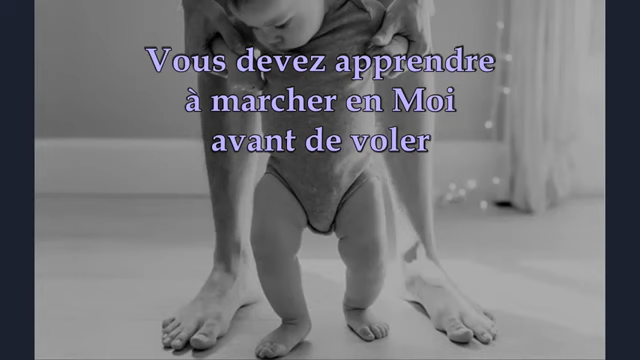 Vous devez apprendre
à marcher en Moi
avant de voler